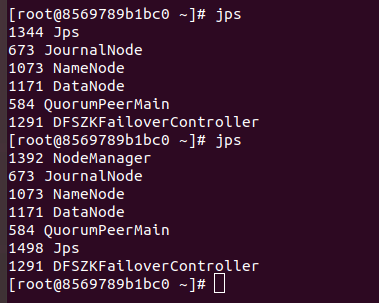 [root@8569789b1bc0 ~]# jps
1344 Jps
673 JournalNode
1073 NameNode
1171 DataNode
584 QuorumPeerMain
1291 DFSZKFailoverController
[root@8569789b1bc0 ~]# jps
1392 NodeManager
673 JournalNode
1073 NameNode
1171 DataNode
584 QuorumPeerMain
1498 Jps
1291 DFSZKFailoverController
[root@8569789b1bc0 ~]#